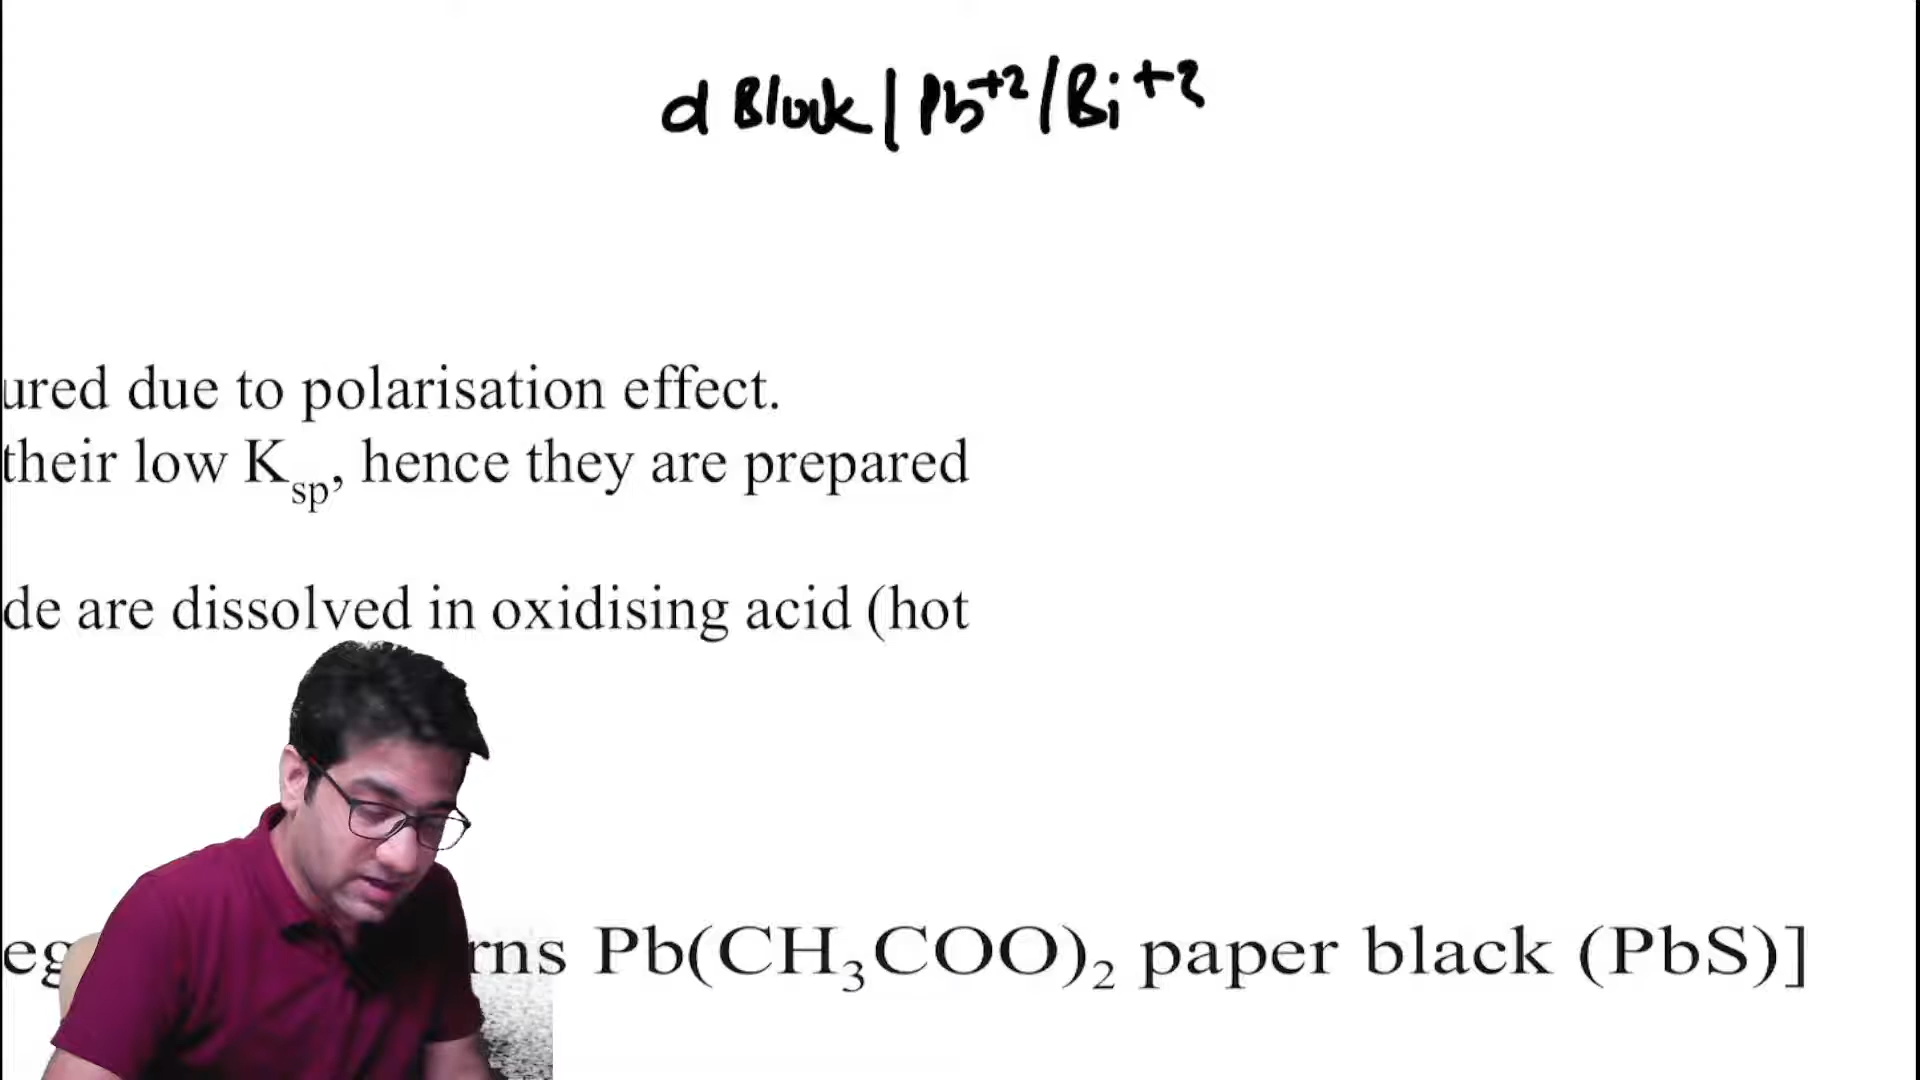 d Block | Pb+2/Bi+3
ured due to polarisation effect.
their low Ksp, hence they are prepared
de are dissolved in oxidising acid (hot
eg rns Pb(CH3COO)2 paper black (PbS)]